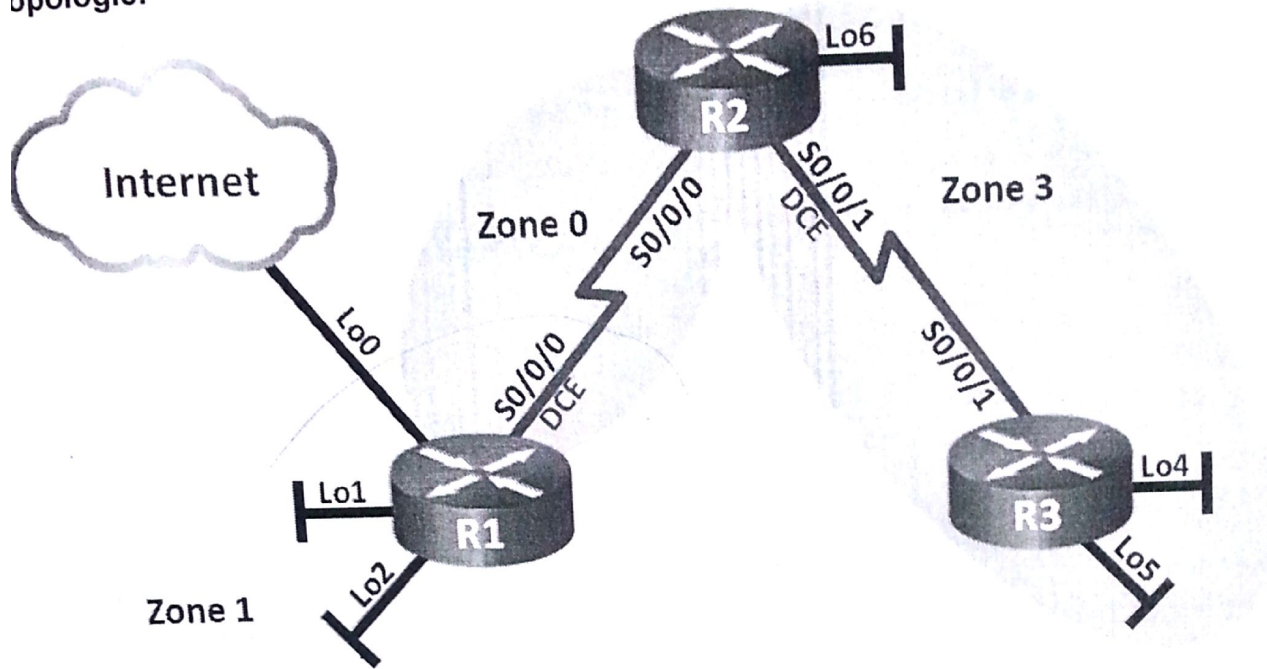 opologie.
Lo6
R2
Internet
Zone 0
S0/0/0
S0/0/1
DCE
Zone 3
Lo0
S0/0/0
DCE
S0/0/1
Lo1
R1
Lo4
R3
Lo2
Lo5
Zone 1